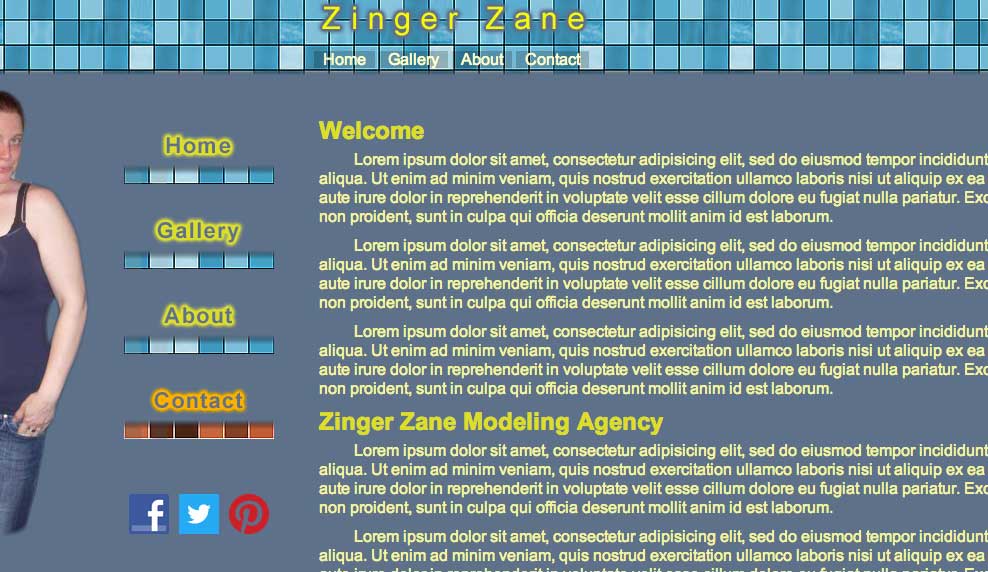 Zinger Zane
Home Gallery About Contact
Home
Gallery
About
Contact
Welcome
Lorem ipsum dolor sit amet, consectetur adipisicing elit, sed do eiusmod tempor incididunt
aliqua. Ut enim ad minim veniam, quis nostrud exercitation ullamco laboris nisi ut aliquip ex ea
aute irure dolor in reprehenderit in voluptate velit esse cillum dolore eu fugiat nulla pariatur. Exc
non proident, sunt in culpa qui officia deserunt mollit anim id est laborum.
Lorem ipsum dolor sit amet, consectetur adipisicing elit, sed do eiusmod tempor incididunt
aliqua. Ut enim ad minim veniam, quis nostrud exercitation ullamco laboris nisi ut aliquip ex ea
aute irure dolor in reprehenderit in voluptate velit esse cillum dolore eu fugiat nulla pariatur. Exc
non proident, sunt in culpa qui officia deserunt mollit anim id est laborum.
Lorem ipsum dolor sit amet, consectetur adipisicing elit, sed do eiusmod tempor incididunt
aliqua. Ut enim ad minim veniam, quis nostrud exercitation ullamco laboris nisi ut aliquip ex ea
aute irure dolor in reprehenderit in voluptate velit esse cillum dolore eu fugiat nulla pariatur. Exc
non proident, sunt in culpa qui officia deserunt mollit anim id est laborum.
Zinger Zane Modeling Agency
Lorem ipsum dolor sit amet, consectetur adipisicing elit, sed do eiusmod tempor incididunt
aliqua. Ut enim ad minim veniam, quis nostrud exercitation ullamco laboris nisi ut aliquip ex ea
aute irure dolor in reprehenderit in voluptate velit esse cillum dolore eu fugiat nulla pariatur. Exc
non proident, sunt in culpa qui officia deserunt mollit anim id est laborum.
Lorem ipsum dolor sit amet, consectetur adipisicing elit, sed do eiusmod tempor incididunt
aliqua. Ut enim ad minim veniam, quis nostrud exercitation ullamco laboris nisi ut aliquip ex ea